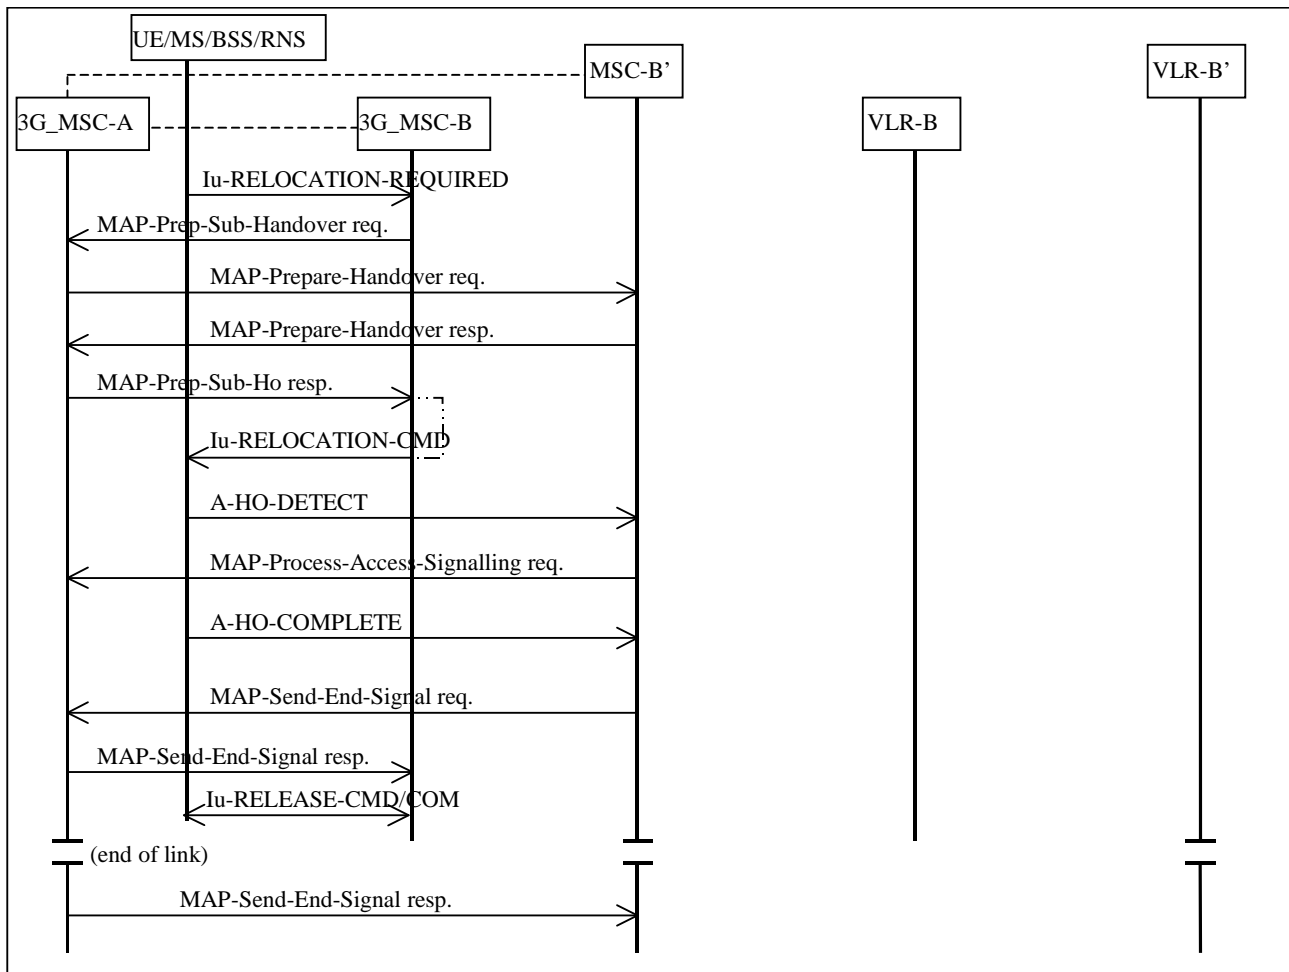 UE/MS/BSS/RNS
MSC-B’
VLR-B’
3G_MSC-A
3G_MSC-B
VLR-B
Iu-RELOCATION-REQUIRED
MAP-Prep-Sub-Handover req.
MAP-Prepare-Handover req.
MAP-Prepare-Handover resp.
MAP-Prep-Sub-Ho resp.
Iu-RELOCATION-CMD
A-HO-DETECT
MAP-Process-Access-Signalling req.
A-HO-COMPLETE
MAP-Send-End-Signal req.
MAP-Send-End-Signal resp.
Iu-RELEASE-CMD/COM
(end of link)
MAP-Send-End-Signal resp.